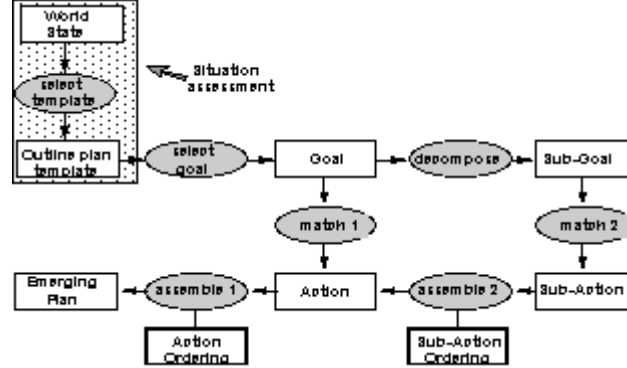 World
State
select
template
Situation
assessment
Outline plan
template
select
goal
Goal
decompose
Sub-Goal
match 1
match 2
Emerging
Plan
assemble 1
Action
assemble 2
Sub-Action
Action
Ordering
Sub-Action
Ordering